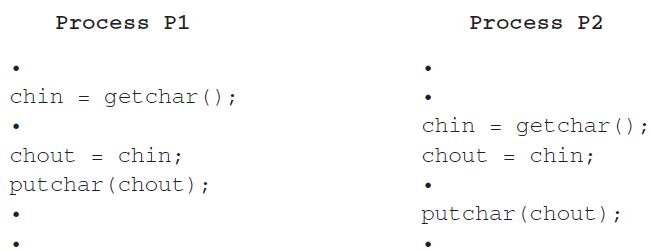 Process P1
•
chin = getchar();
•
chout = chin;
putchar(chout);
•
•
Process P2
•
•
chin = getchar();
chout = chin;
•
putchar(chout);
•